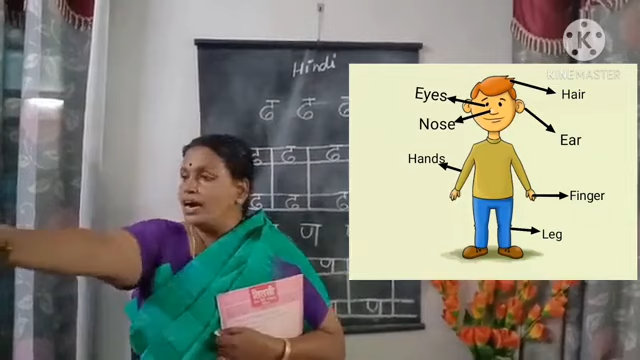 Hindi
ढ ढ ढ
ढ ढ ढ
ढ ढ ढ
ण
ण ण
हिन्दी
K
KINEMASTER
Eyes
Hair
Nose
Ear
Hands
Finger
Leg